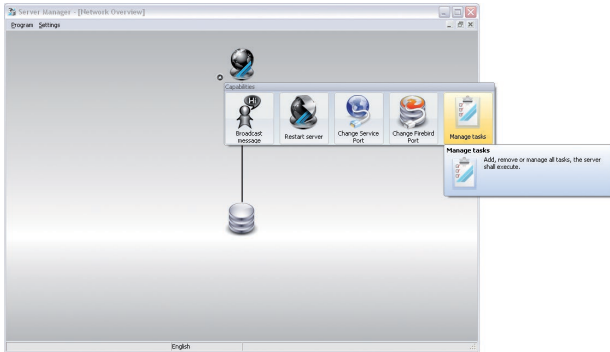 Server Manager - [Network Overview]
Program Settings
Capabilities
Hi
Broadcast
message
Restart server
Change Service
Port
Change Firebird
Port
Manage tasks
Manage tasks
Add, remove or manage all tasks, the server
shall execute.
English